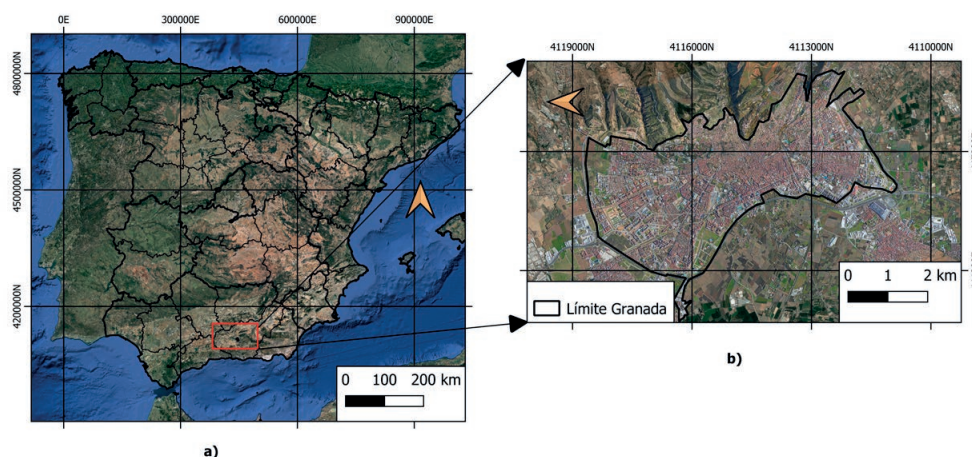 0E 300000E 600000E 900000E
4800000N
4500000N
4200000N
0 100 200 km
a)
4119000N 4116000N 4113000N 4110000N
0 1 2 km
Límite Granada
b)